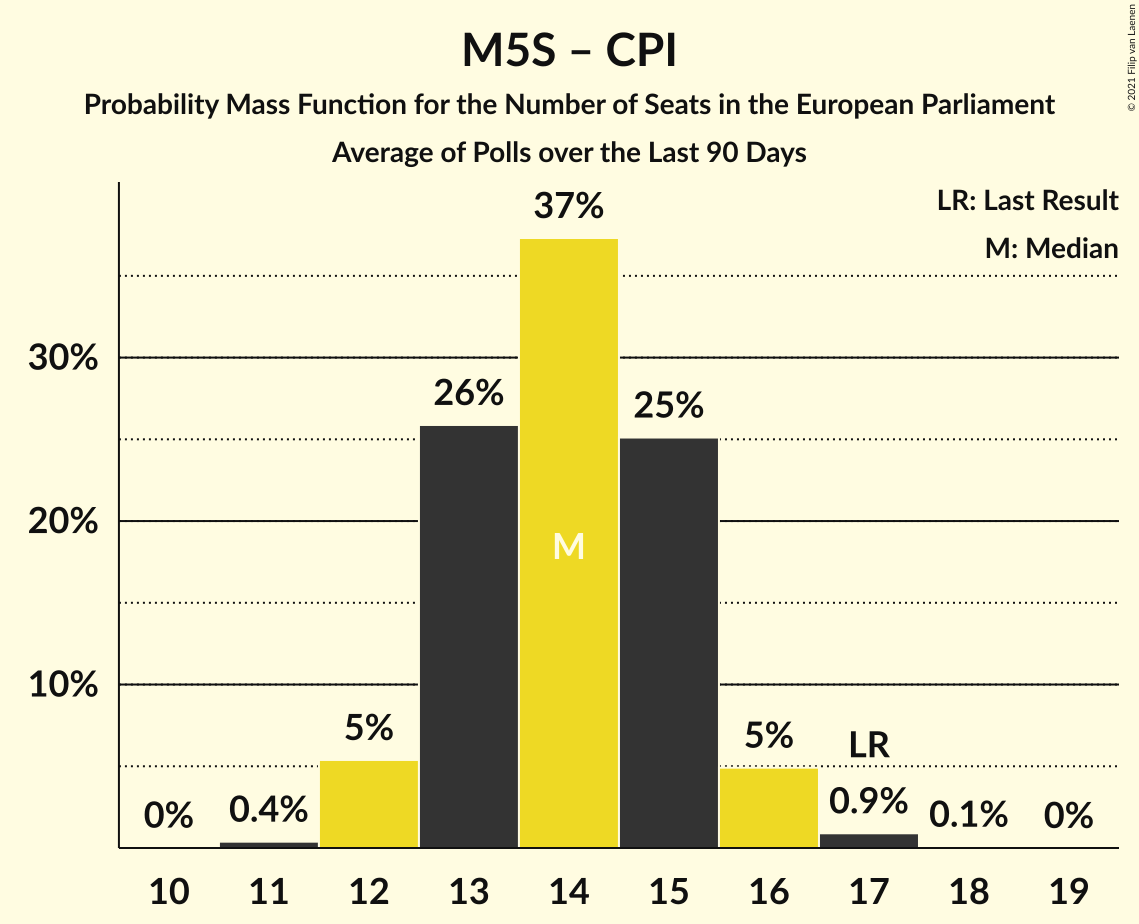 © 2021 Filip van Laenen
M5S – CPI
Probability Mass Function for the Number of Seats in the European Parliament
Average of Polls over the Last 90 Days
LR: Last Result
M: Median
37%
30%
26%
25%
20%
M
10%
5%
5%
LR
0%
0.4%
0.9%
0.1%
0%
10 11 12 13 14 15 16 17 18 19